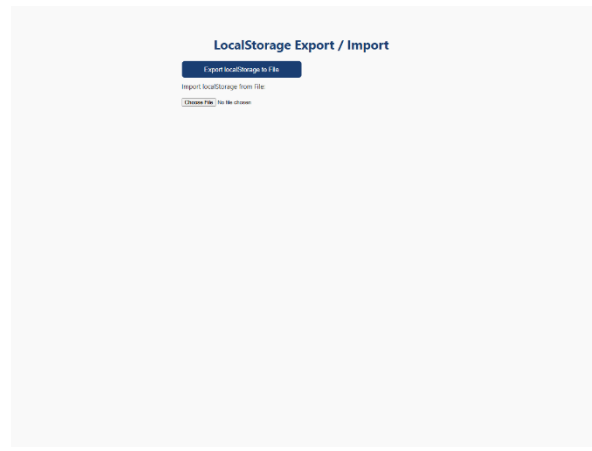 LocalStorage Export / Import
Export localStorage to File
Import localStorage from File:
Choose File No file chosen